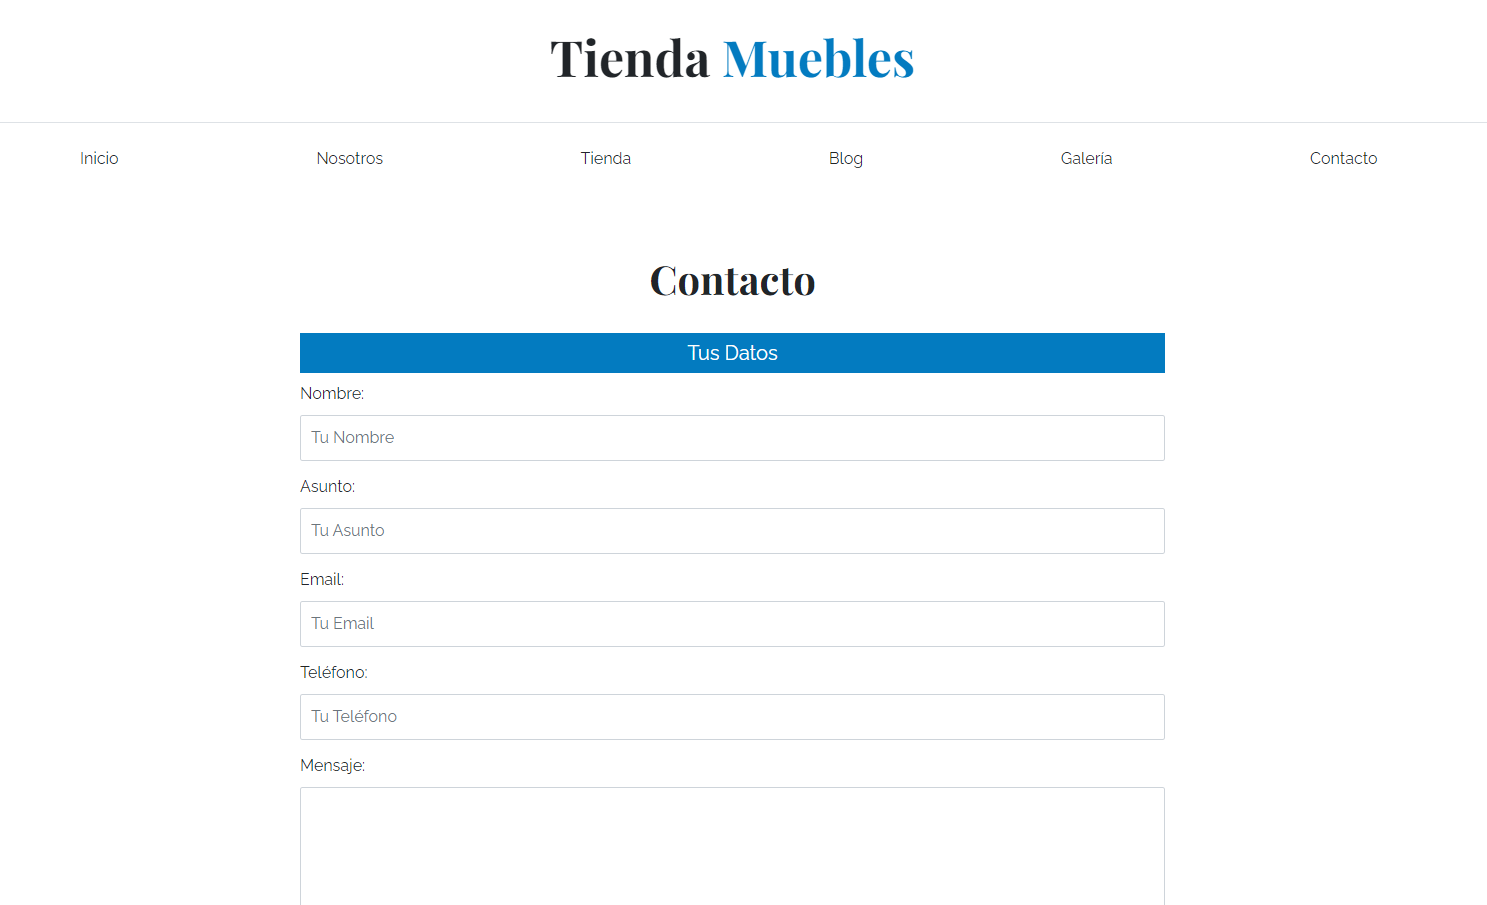 Tienda Muebles
Inicio Nosotros Tienda Blog Galería Contacto
Contacto
Tus Datos
Nombre:
Tu Nombre
Asunto:
Tu Asunto
Email:
Tu Email
Teléfono:
Tu Teléfono
Mensaje: